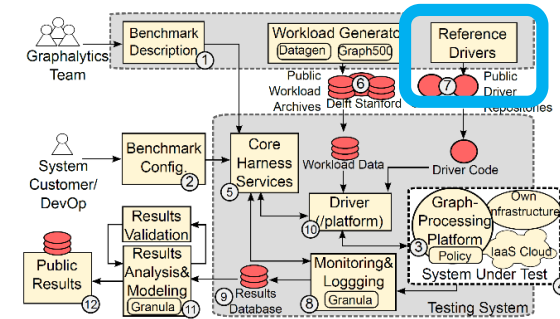 Graphalytics
Team
Benchmark
Description
1
Workload Generato
Datagen
Graph500
Reference
Drivers
Public
Workload
Archives
6
Delft Stanford
7
Public
Driver
Repositories
System
Customer/
DevOp
Benchmark
Config.
2
Core
Harness
Services
5
Workload Data
Driver Code
Driver
(/platform)
10
Graph-
Processing
Platform
3
Policy
Own
Infrastructure
IaaS Cloud
System Under Test
4
Results
Validation
Results
Analysis&
Modeling
Granula
11
Public
Results
12
9
Results
Database
Monitoring&
Loggging
8
Granula
Testing System